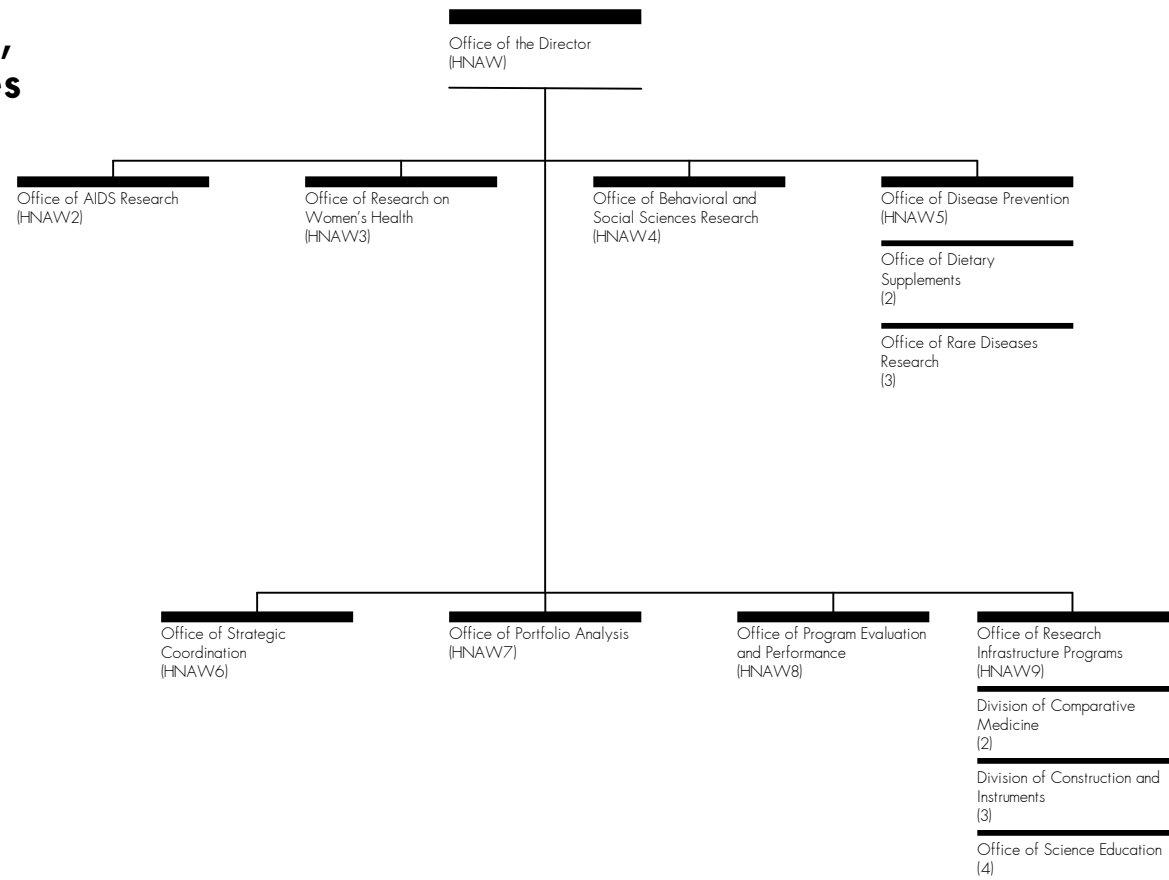 Office of the Director
(HNAW)
Office of AIDS Research
(HNAW2)
Office of Research on
Women's Health
(HNAW3)
Office of Behavioral and
Social Sciences Research
(HNAW4)
Office of Disease Prevention
(HNAW5)
Office of Dietary
Supplements
(2)
Office of Rare Diseases
Research
(3)
Office of Strategic
Coordination
(HNAW6)
Office of Portfolio Analysis
(HNAW7)
Office of Program Evaluation
and Performance
(HNAW8)
Office of Research
Infrastructure Programs
(HNAW9)
Division of Comparative
Medicine
(2)
Division of Construction and
Instruments
(3)
Office of Science Education
(4)